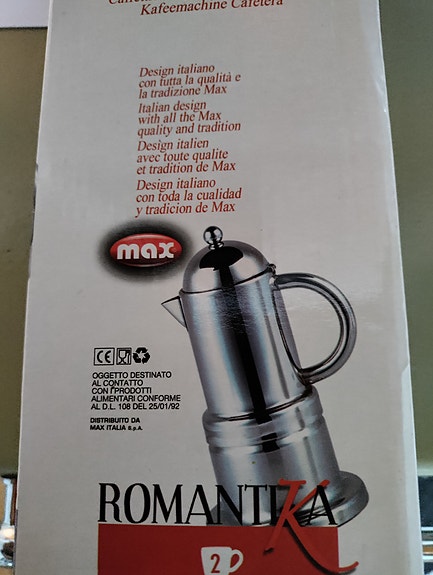 Kafeemachine Cafetera
Design italiano
con tutta la qualità e
la tradizione Max
Italian design
with all the Max
quality and tradition
Desìgn italien
avec toute qualite
et tradition de Max
Design italiano
con toda la cualidad
y tradicion de Max
max
CE
OGGETTO DESTINATO
AL CONTATTO
CON I PRODOTTI
ALIMENTARI CONFORME
AL D.L. 108 DEL 25/01/92
DISTRIBUITO DA
MAX ITALIA S.p.A.
ROMANTIKA
2